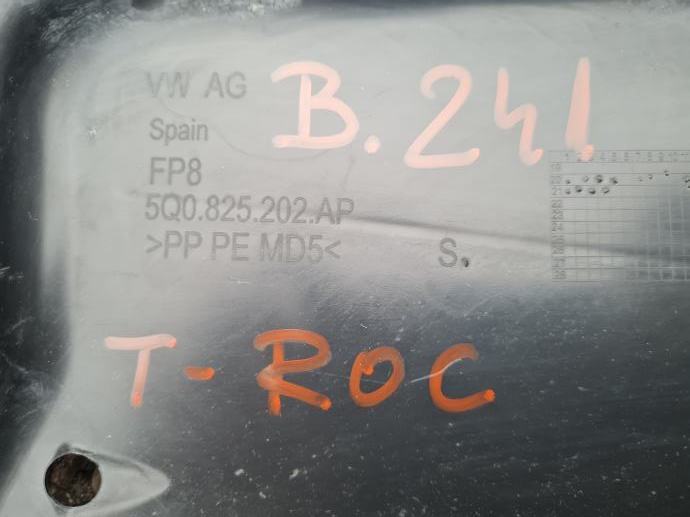 VW AG
B.241
Spain
FP8
5Q0.825.202.AP
>PP PE MD5<
S.
T-ROC